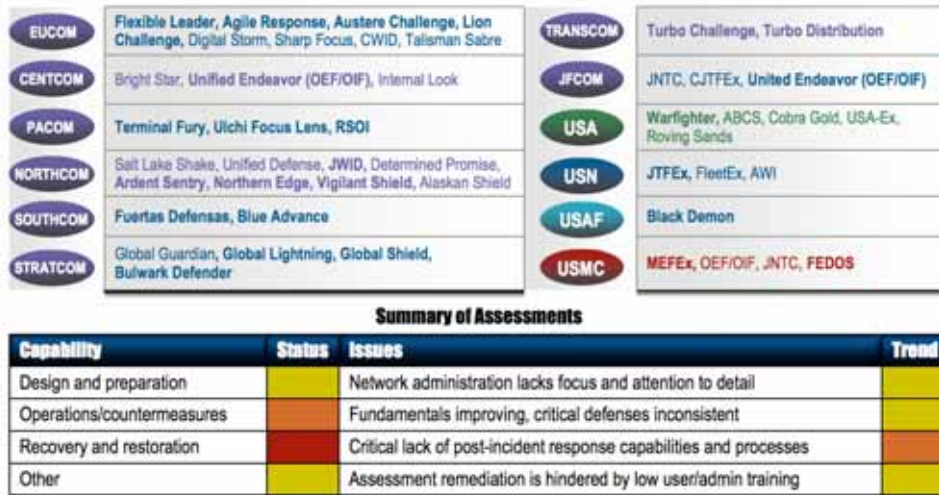 EUCOM
Flexible Leader, Agile Response, Austere Challenge, Lion
Challenge, Digital Storm, Sharp Focus, CWID, Talisman Sabre
CENTCOM
Bright Star, Unified Endeavor (OEF/OIF), Internal Look
PACOM
Terminal Fury, Ulchi Focus Lens, RSOI
NORTHCOM
Salt Lake Shake, Unified Defense, JWID, Determined Promise,
Ardent Sentry, Northern Edge, Vigilant Shield, Alaskan Shield
SOUTHCOM
Fuertas Defensas, Blue Advance
STRATCOM
Global Guardian, Global Lightning, Global Shield,
Bulwark Defender
TRANSCOM
Turbo Challenge, Turbo Distribution
JFCOM
JNTC, CJTFEx, United Endeavor (OEF/OIF)
USA
Warfighter, ABCS, Cobra Gold, USA-Ex,
Roving Sands
USN
JTFEx, FleetEx, AWI
USAF
Black Demon
USMC
MEFEx, OEF/OIF, JNTC, FEDOS
Summary of Assessments
Capability Status Issues Trend
Design and preparation Network administration lacks focus and attention to detail
Operations/countermeasures Fundamentals improving, critical defenses inconsistent
Recovery and restoration Critical lack of post-incident response capabilities and processes
Other Assessment remediation is hindered by low user/admin training